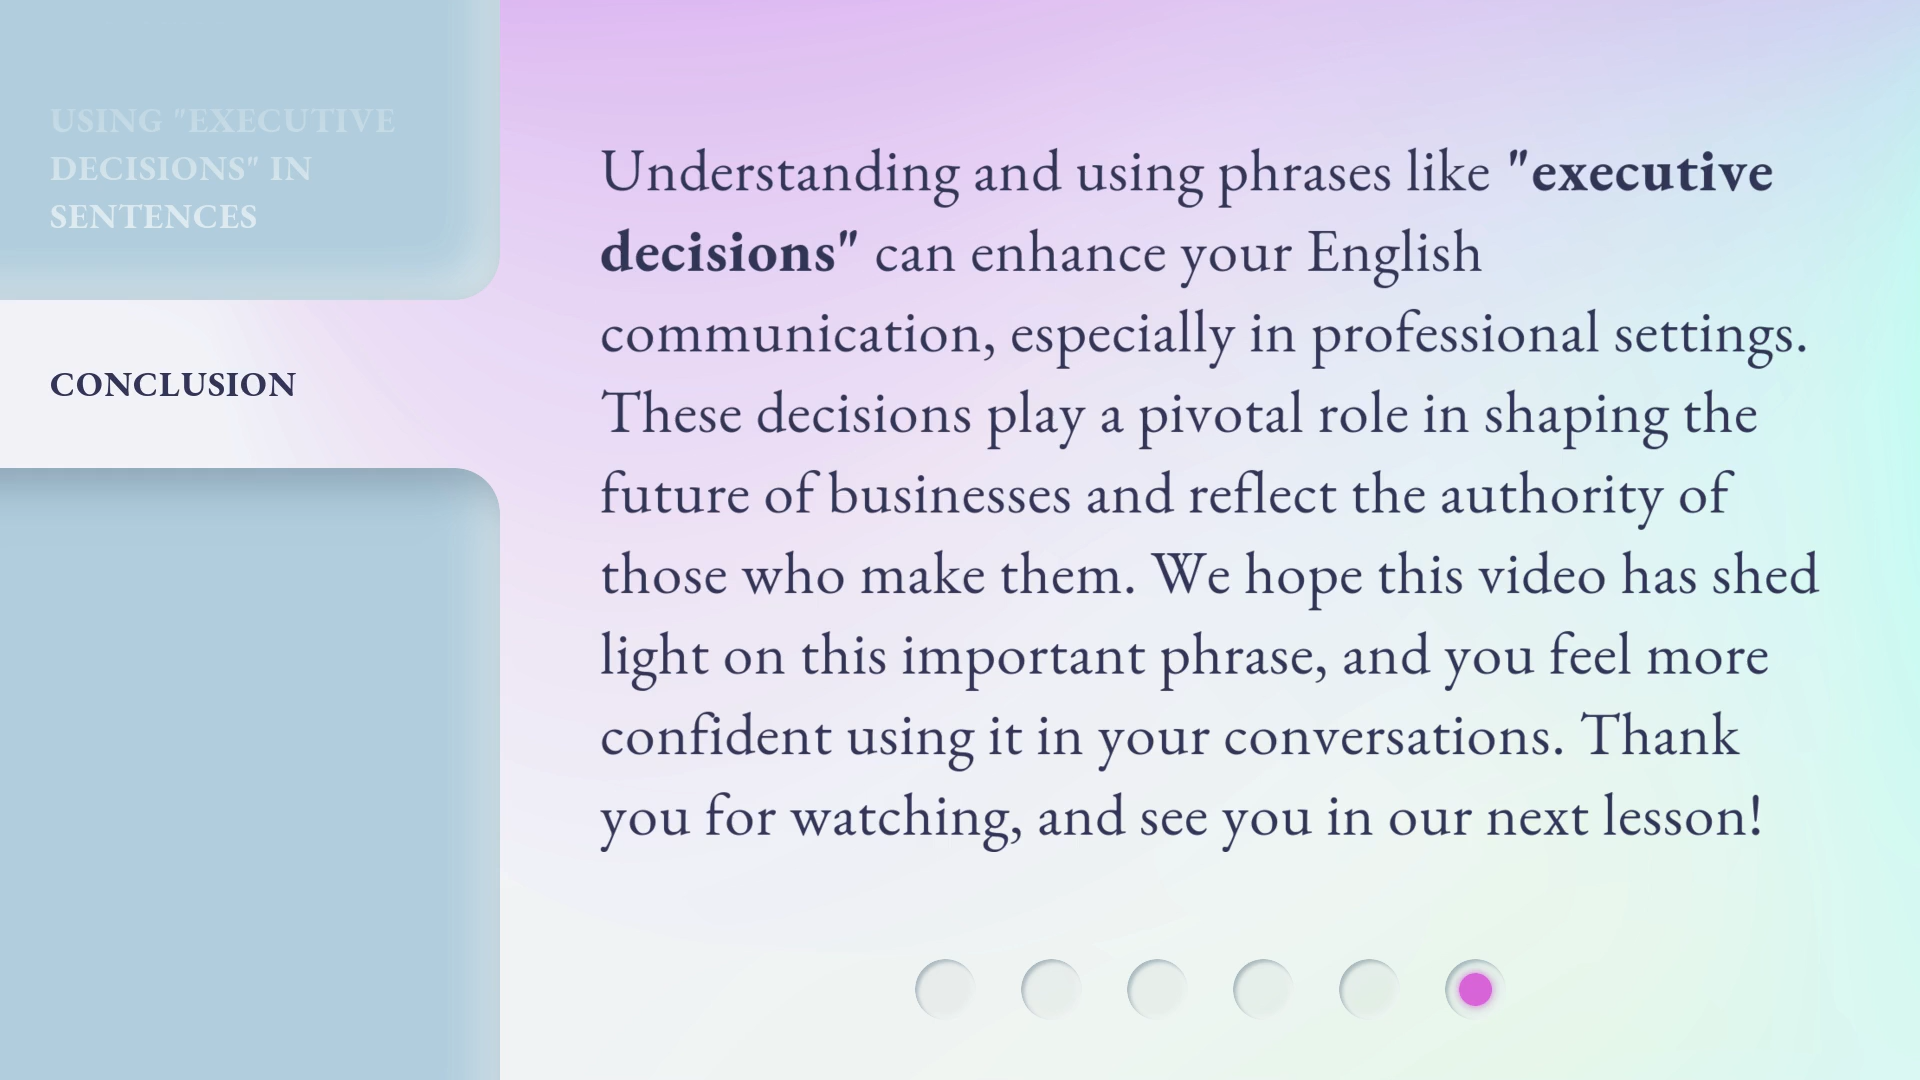 USING "EXECUTIVE
DECISIONS" IN
SENTENCES
CONCLUSION
Understanding and using phrases like "executive
decisions" can enhance your English
communication, especially in professional settings.
These decisions play a pivotal role in shaping the
future of businesses and reflect the authority of
those who make them. We hope this video has shed
light on this important phrase, and you feel more
confident using it in your conversations. Thank
you for watching, and see you in our next lesson!